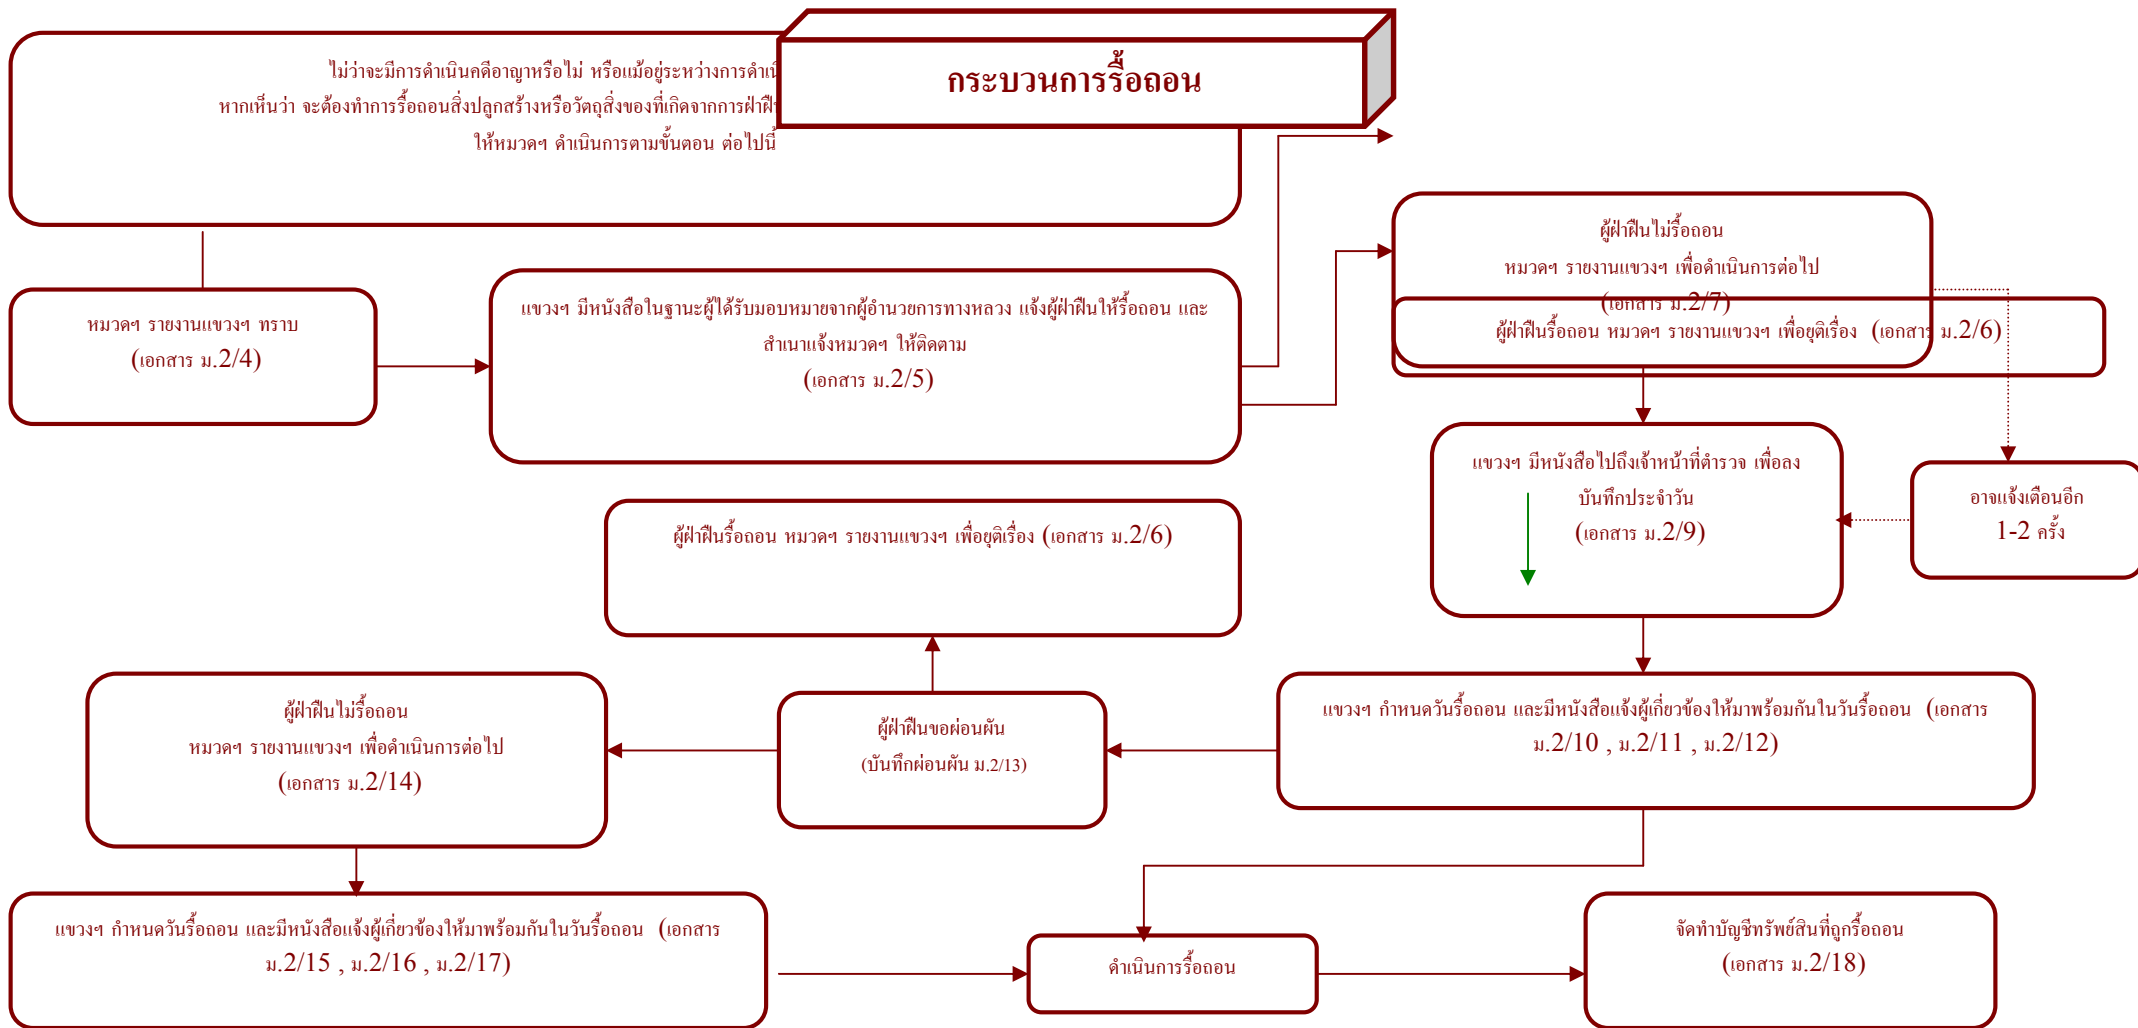 กระบวนการรื้อถอน
ไม่ว่าจะมีการดำเนินคดีอาญาหรือไม่ หรือแม้อยู่ระหว่างการดำเนิ
หากเห็นว่า จะต้องทำการรื้อถอนสิ่งปลูกสร้างหรือวัตถุสิ่งของที่เกิดจากการฝ่าฝืน
ให้หมวดฯ ดำเนินการตามขั้นตอน ต่อไปนี้
หมวดฯ รายงานแขวงฯ ทราบ
(เอกสาร ม.2/4)
แขวงฯ มีหนังสือในฐานะผู้ได้รับมอบหมายจากผู้อำนวยการทางหลวง แจ้งผู้ฝ่าฝืนให้รื้อถอน และ
สำเนาแจ้งหมวดฯ ให้ติดตาม
(เอกสาร ม.2/5)
ผู้ฝ่าฝืนไม่รื้อถอน
หมวดฯ รายงานแขวงฯ เพื่อดำเนินการต่อไป
(เอกสาร ม.2/7)
ผู้ฝ่าฝืนรื้อถอน หมวดฯ รายงานแขวงฯ เพื่อยุติเรื่อง (เอกสาร ม.2/6)
แขวงฯ มีหนังสือไปถึงเจ้าหน้าที่ตำรวจ เพื่อลง
บันทึกประจำวัน
(เอกสาร ม.2/9)
อาจแจ้งเตือนอีก
1-2 ครั้ง
ผู้ฝ่าฝืนรื้อถอน หมวดฯ รายงานแขวงฯ เพื่อยุติเรื่อง (เอกสาร ม.2/6)
ผู้ฝ่าฝืนไม่รื้อถอน
หมวดฯ รายงานแขวงฯ เพื่อดำเนินการต่อไป
(เอกสาร ม.2/14)
ผู้ฝ่าฝืนขอผ่อนผัน
(บันทึกผ่อนผัน ม.2/13)
แขวงฯ กำหนดวันรื้อถอน และมีหนังสือแจ้งผู้เกี่ยวข้องให้มาพร้อมกันในวันรื้อถอน (เอกสาร
ม.2/10 , ม.2/11 , ม.2/12)
แขวงฯ กำหนดวันรื้อถอน และมีหนังสือแจ้งผู้เกี่ยวข้องให้มาพร้อมกันในวันรื้อถอน (เอกสาร
ม.2/15 , ม.2/16 , ม.2/17)
ดำเนินการรื้อถอน
จัดทำบัญชีทรัพย์สินที่ถูกรื้อถอน
(เอกสาร ม.2/18)